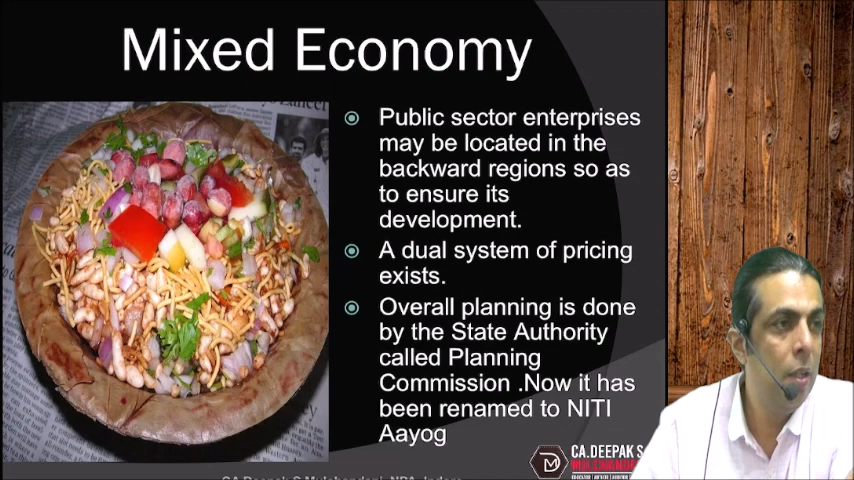 Mixed Economy
Public sector enterprises
may be located in the
backward regions so as
to ensure its
development.
A dual system of pricing
exists.
Overall planning is done
by the State Authority
called Planning
Commission .Now it has
been renamed to NITI
Aayog
CA.DEEPAK S